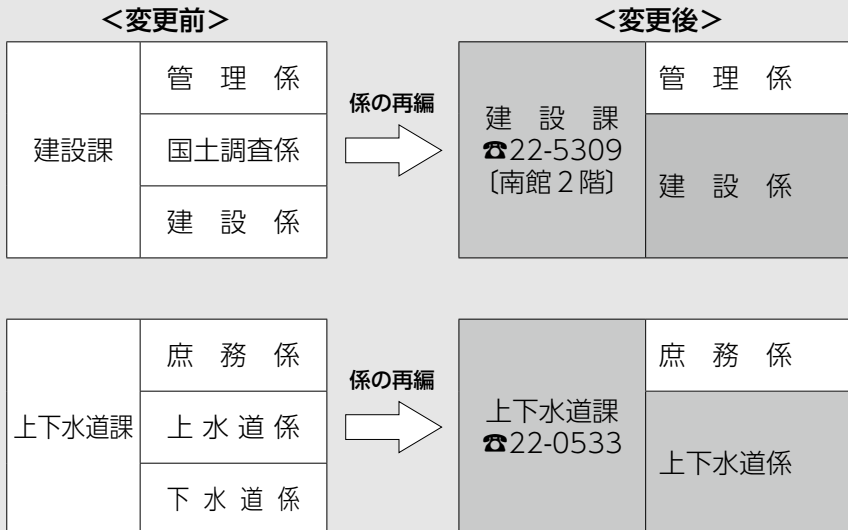 ＜変更前＞
＜変更後＞
建設課
管　理　係
国土調査係
建　設　係
係の再編
建　設　課
☎22-5309
〔南館２階〕
管　理　係
建　設　係
上下水道課
庶　務　係
上 水 道 係
下 水 道 係
係の再編
上下水道課
☎22-0533
庶　務　係
上下水道係